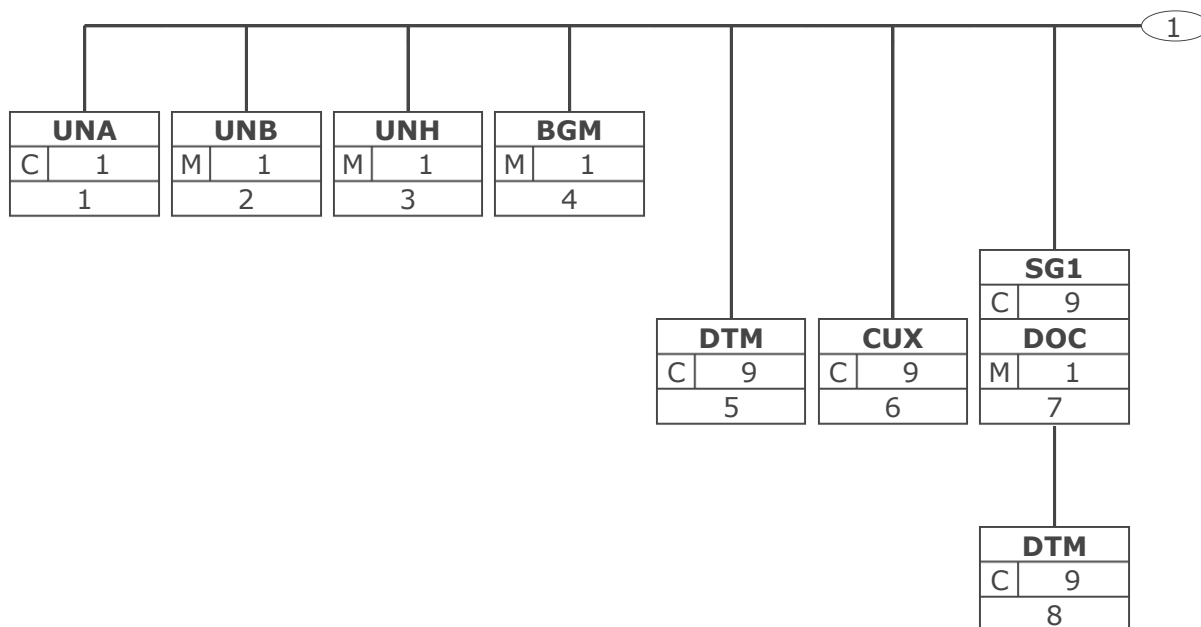 1
UNA UNB UNH BGM
C 1 M 1 M 1 M 1
1 2 3 4
SG1
C 9
DTM CUX DOC
C 9 C 9 M 1
5 6 7
DTM
C 9
8